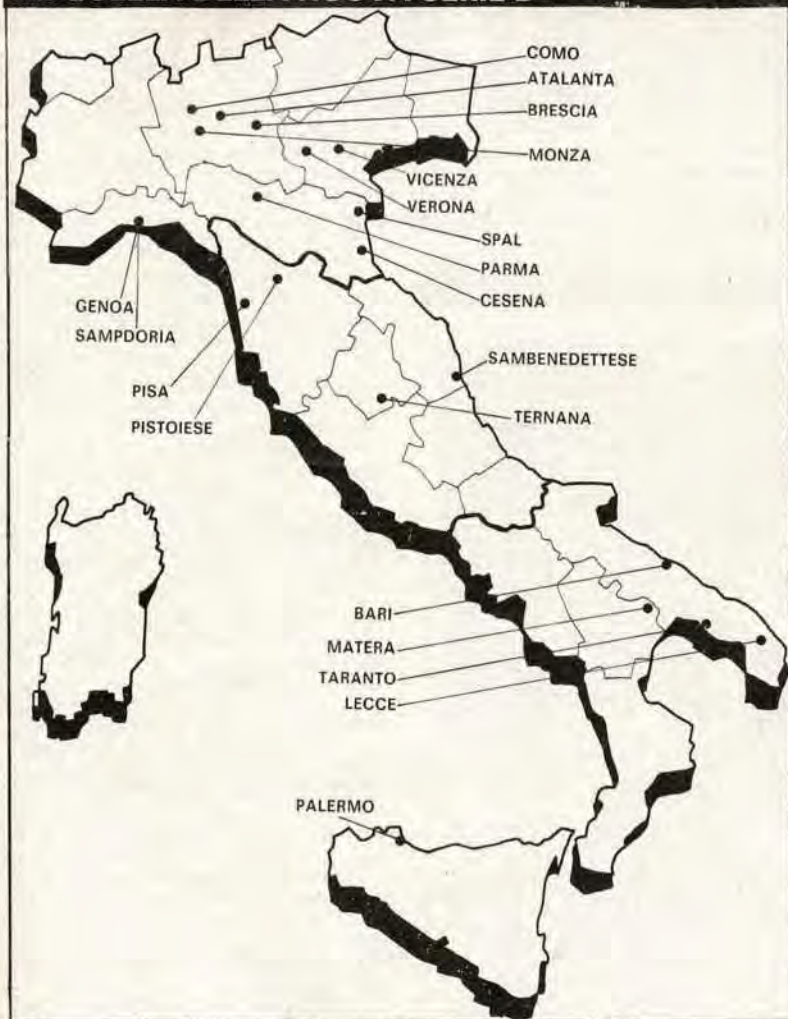 COMO
ATALANTA
BRESCIA
MONZA
VICENZA
VERONA
SPAL
PARMA
CESENA
GENOA
SAMPDORIA
SAMBENEDETTESE
PISA
TERNANA
PISTOIESE
BARI
MATERA
TARANTO
LECCE
PALERMO